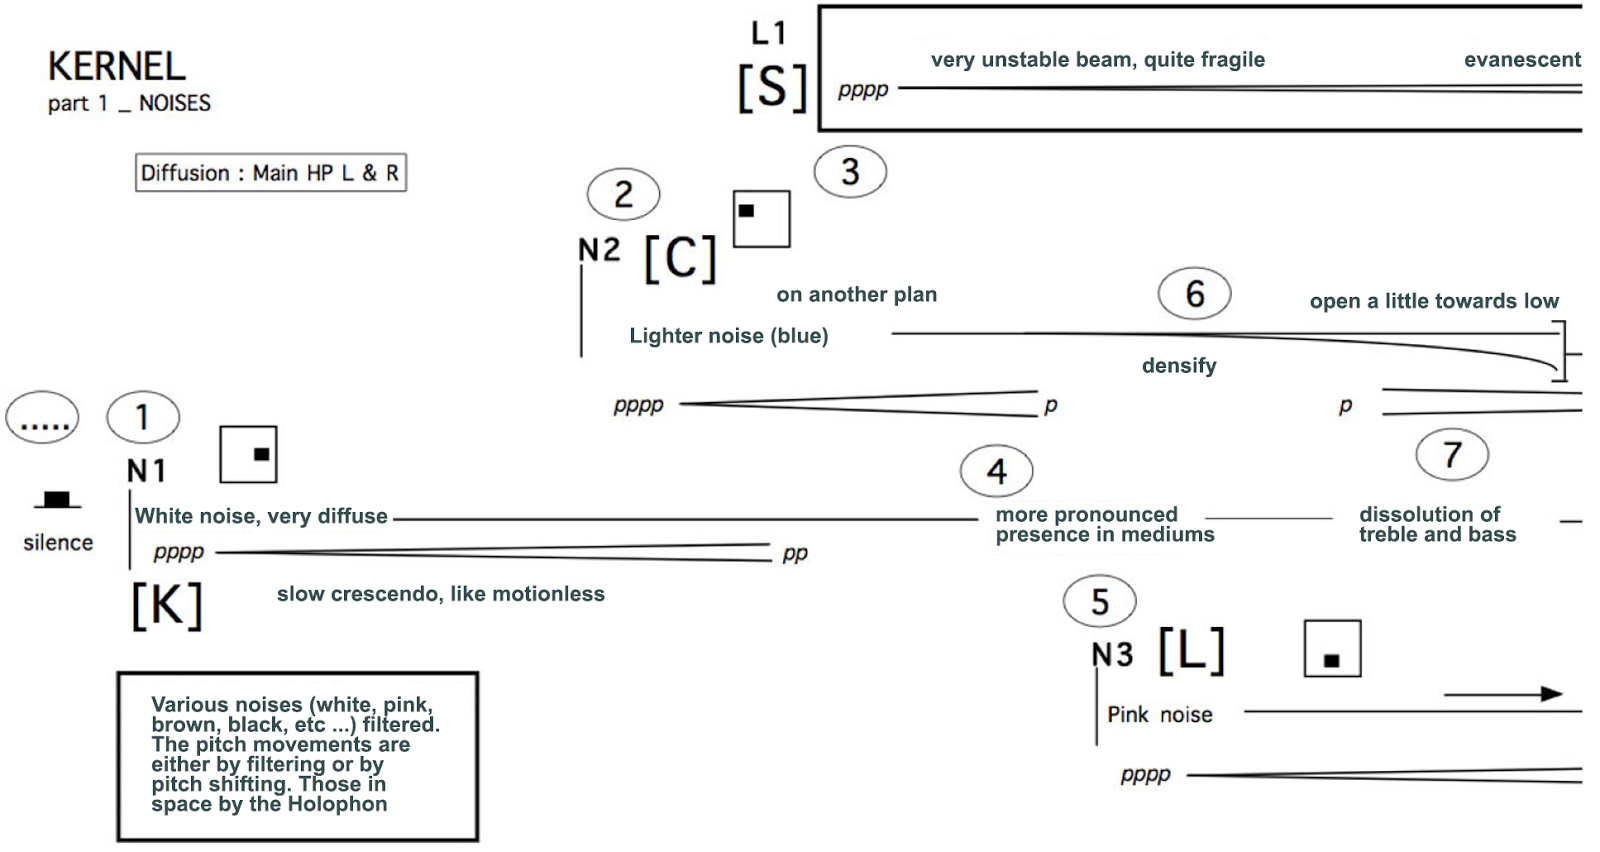 KERNEL
part 1 _ NOISES
Diffusion : Main HP L & R
L1
[S]
very unstable beam, quite fragile
evanescent
pppp
3
2
N2 [C]
on another plan
6
open a little towards low
Lighter noise (blue)
densify
pppp
p
p
.....
1
N1
4
7
White noise, very diffuse
more pronounced
presence in mediums
dissolution of
treble and bass
silence
pppp
pp
[K]
slow crescendo, like motionless
5
N3 [L]
Pink noise
pppp
Various noises (white, pink,
brown, black, etc ...) filtered.
The pitch movements are
either by filtering or by
pitch shifting. Those in
space by the Holophon